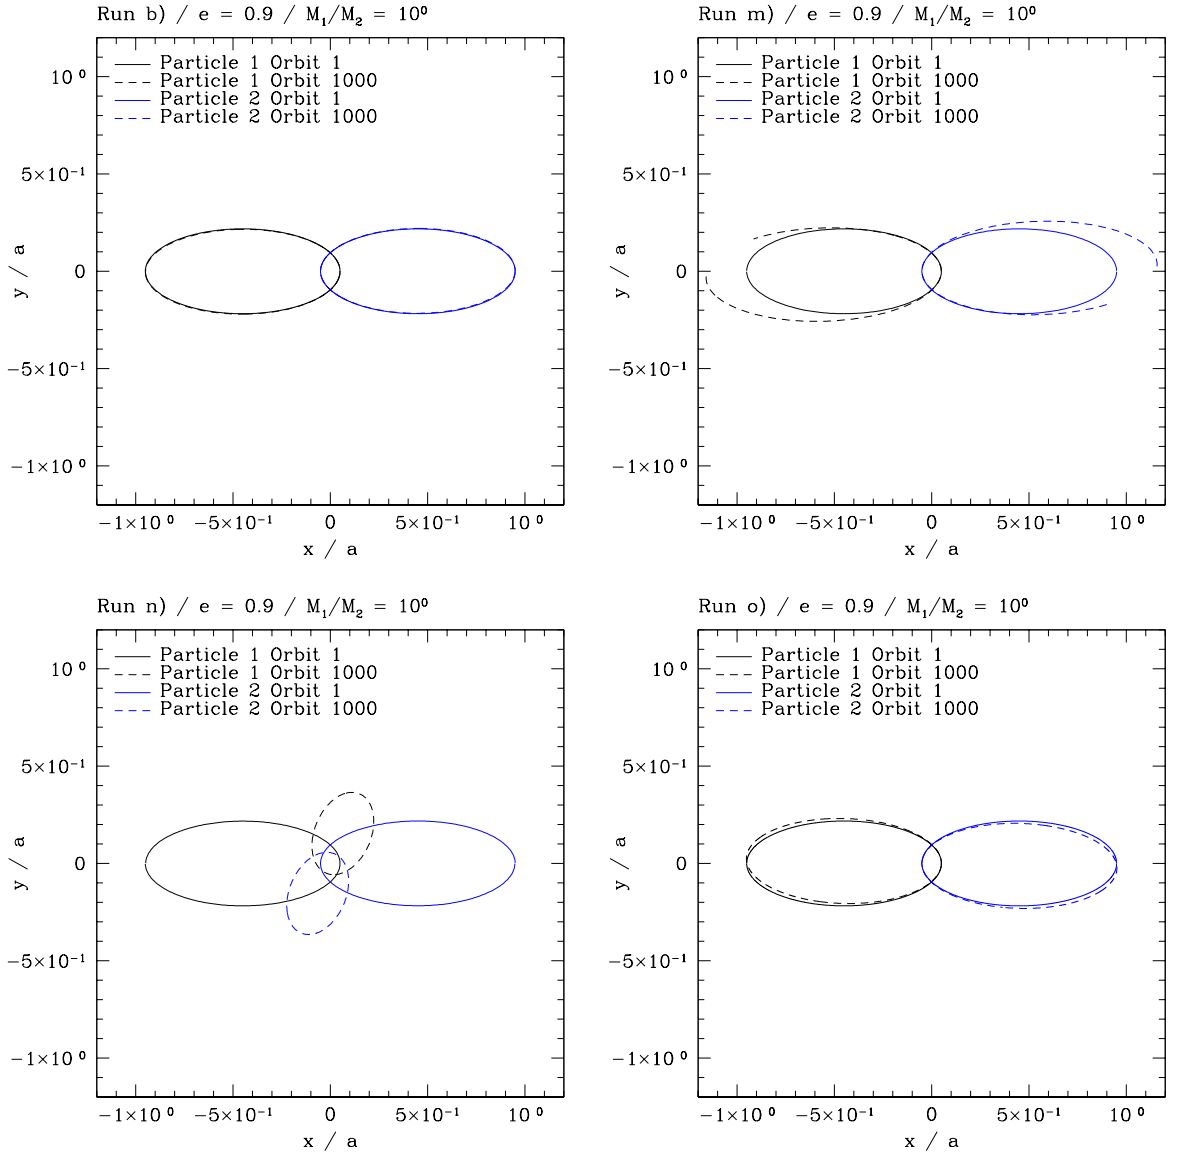 Run b) / e = 0.9 / M₁/M₂ = 10⁰
Particle 1 Orbit 1
Particle 1 Orbit 1000
Particle 2 Orbit 1
Particle 2 Orbit 1000
10⁰
5×10⁻¹
0
−5×10⁻¹
−1×10⁰
y / a
−1×10⁰ −5×10⁻¹ 0 5×10⁻¹ 10⁰
x / a
Run m) / e = 0.9 / M₁/M₂ = 10⁰
Particle 1 Orbit 1
Particle 1 Orbit 1000
Particle 2 Orbit 1
Particle 2 Orbit 1000
10⁰
5×10⁻¹
0
−5×10⁻¹
−1×10⁰
y / a
−1×10⁰ −5×10⁻¹ 0 5×10⁻¹ 10⁰
x / a
Run n) / e = 0.9 / M₁/M₂ = 10⁰
Particle 1 Orbit 1
Particle 1 Orbit 1000
Particle 2 Orbit 1
Particle 2 Orbit 1000
10⁰
5×10⁻¹
0
−5×10⁻¹
−1×10⁰
y / a
−1×10⁰ −5×10⁻¹ 0 5×10⁻¹ 10⁰
x / a
Run o) / e = 0.9 / M₁/M₂ = 10⁰
Particle 1 Orbit 1
Particle 1 Orbit 1000
Particle 2 Orbit 1
Particle 2 Orbit 1000
10⁰
5×10⁻¹
0
−5×10⁻¹
−1×10⁰
y / a
−1×10⁰ −5×10⁻¹ 0 5×10⁻¹ 10⁰
x / a